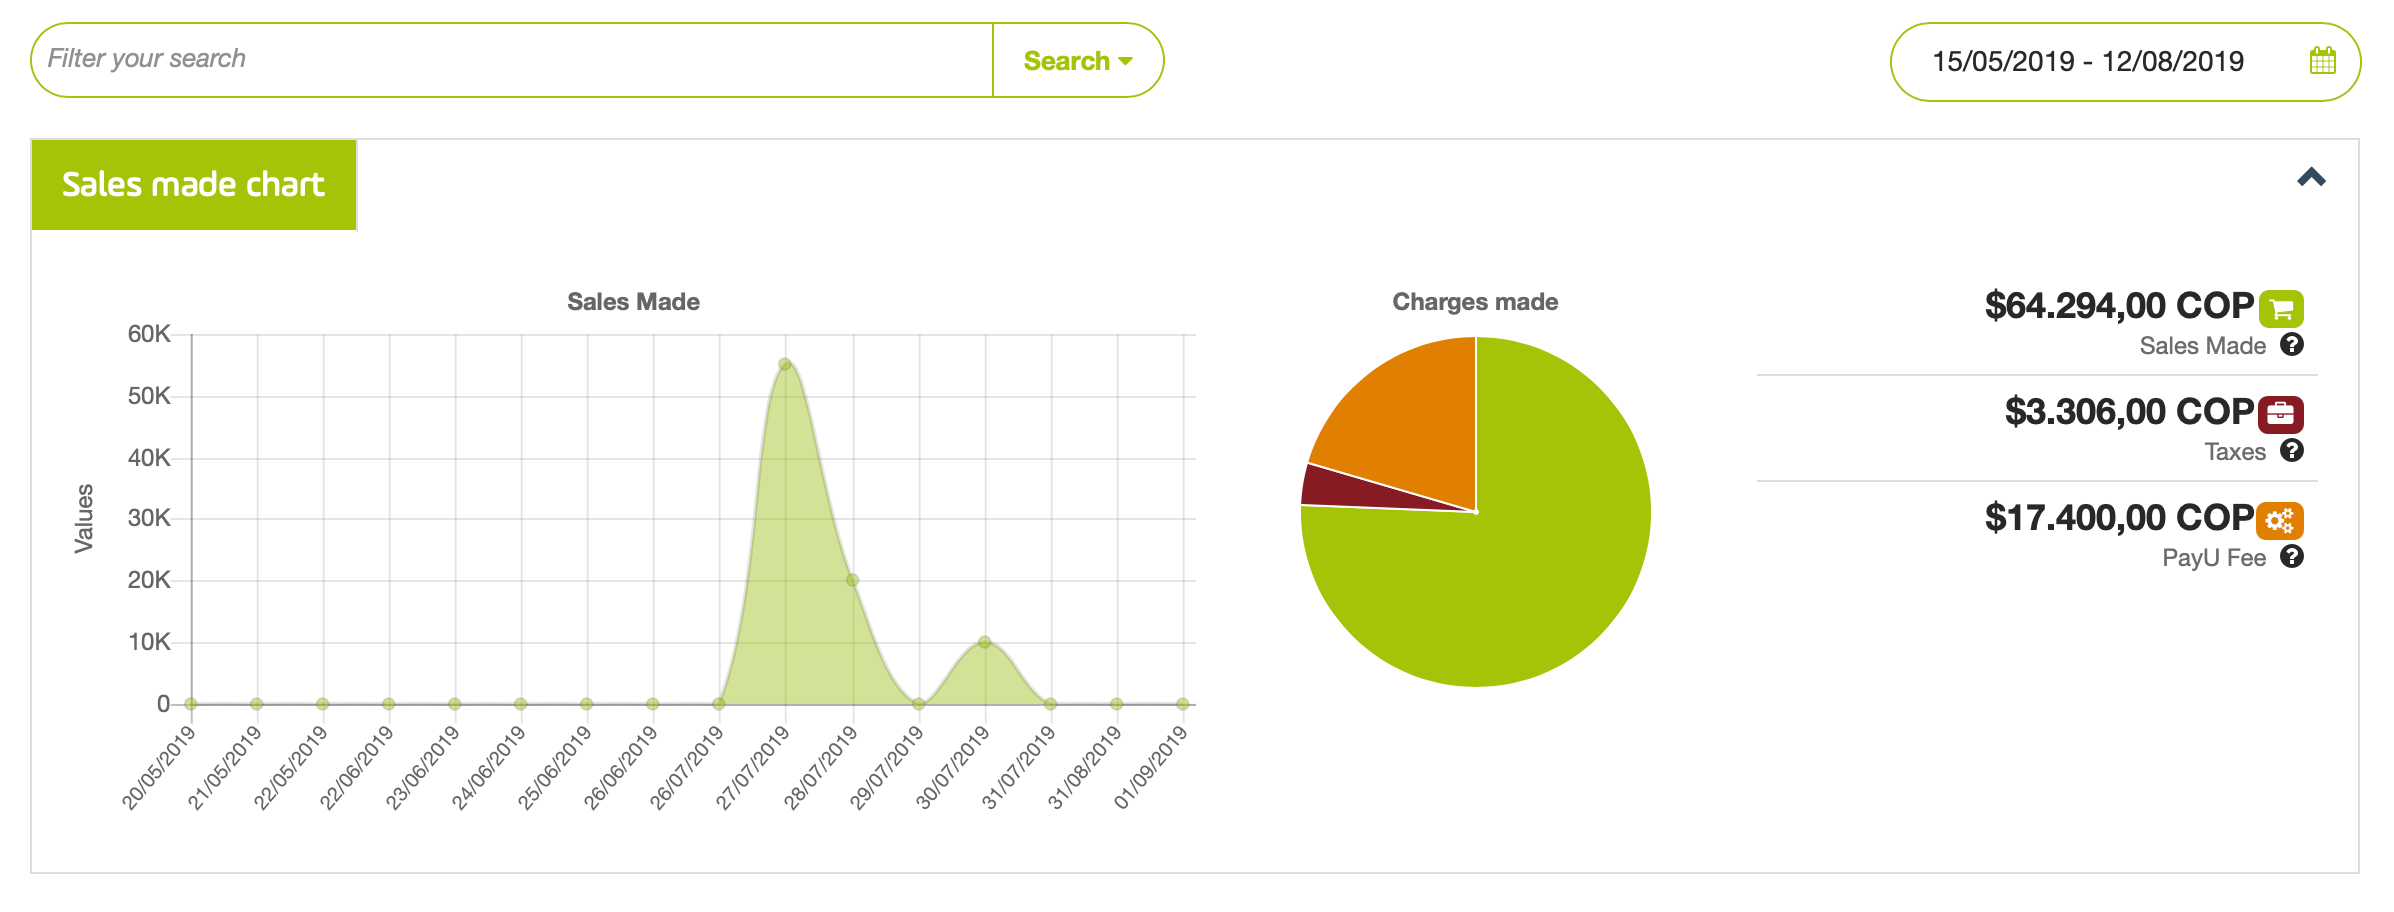 Filter your search
Search
15/05/2019 - 12/08/2019
Sales made chart
Sales Made
60K
50K
40K
30K
20K
10K
0
Values
20/05/2019
21/05/2019
22/05/2019
22/06/2019
23/06/2019
24/06/2019
25/06/2019
26/06/2019
26/07/2019
27/07/2019
28/07/2019
29/07/2019
30/07/2019
31/07/2019
31/08/2019
01/09/2019
Charges made
$64.294,00 COP
Sales Made ?
$3.306,00 COP
Taxes ?
$17.400,00 COP
PayU Fee ?